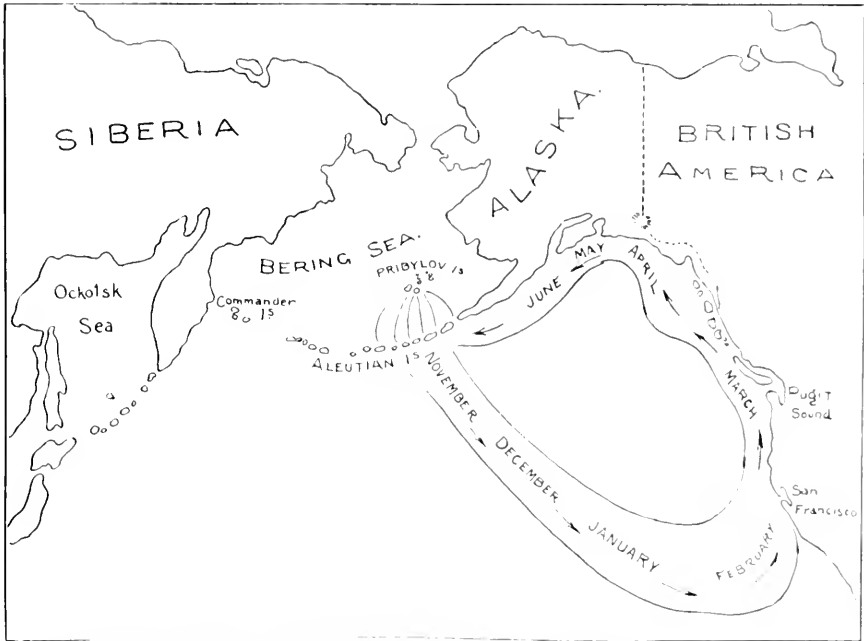 SIBERIA
ALASKA.
BRITISH
AMERICA
BERING SEA.
PRIBYLOV Is
Ockotsk
Sea
Commander
Is
ALEUTIAN Is
JUNE
MAY
APRIL
MARCH
Pugit
Sound
San
Francisco
NOVEMBER
DECEMBER
JANUARY
FEBRUARY